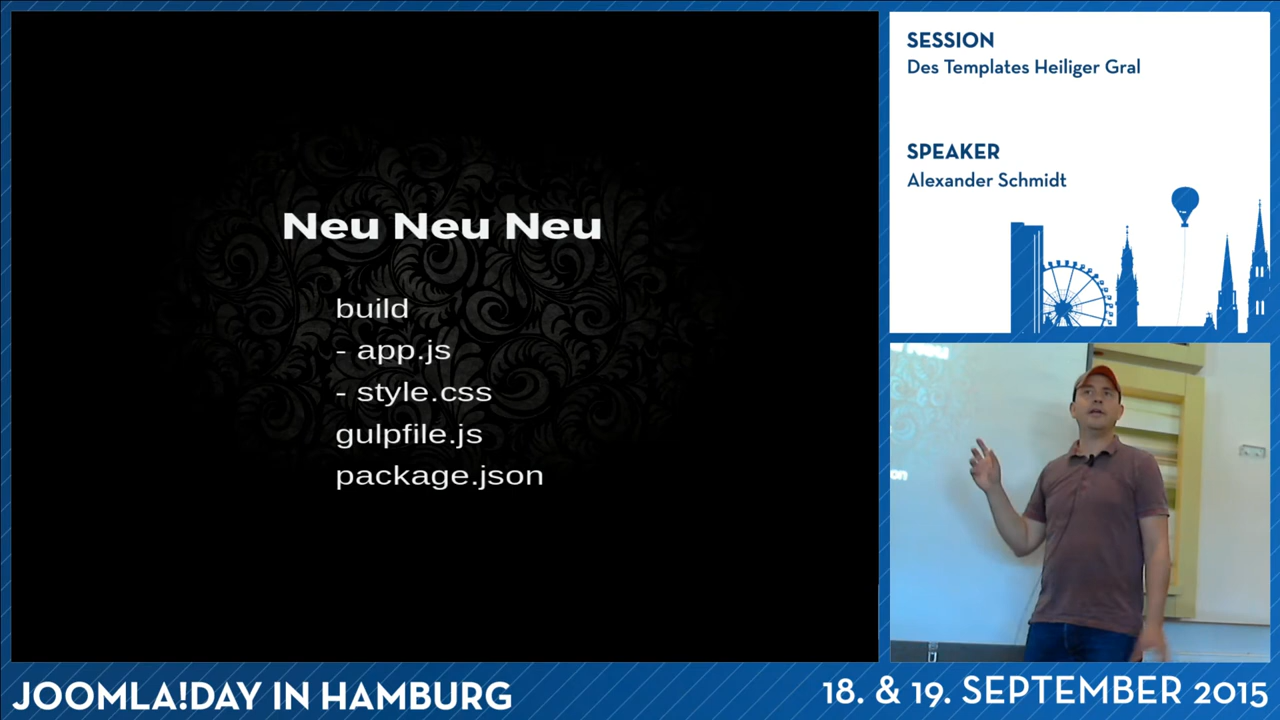 Neu Neu Neu
build
- app.js
- style.css
gulpfile.js
package.json
SESSION
Des Templates Heiliger Gral
SPEAKER
Alexander Schmidt
JOOMLA!DAY IN HAMBURG
18. & 19. SEPTEMBER 2015